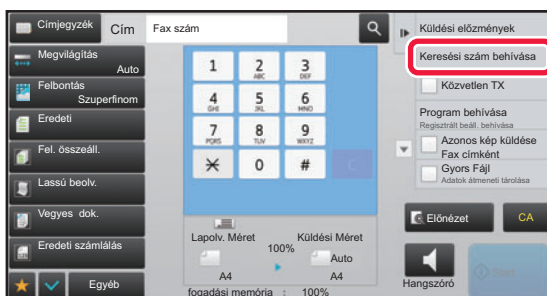 Címjegyzék
Cím
Fax szám
Megvilágítás
Auto
Felbontás
Szuperfinom
Eredeti
Fel. összeáll.
Lassú beolv.
Vegyes dok.
Eredeti számlálás
Egyéb
1
2
ABC
3
DEF
4
GHI
5
JKL
6
MNO
7
PQRS
8
TUV
9
WXYZ
0
#
C
Lapolv. Méret
100%
Küldési Méret
Auto
A4
A4
fogadási memória : 100%
Küldési előzmények
Keresési szám behívása
Közvetlen TX
Program behívása
Regisztrált beáll. behívása
Azonos kép küldése
Fax címként
Gyors Fájl
Adatok átmeneti tárolása
Előnézet
CA
Hangszóró
Start